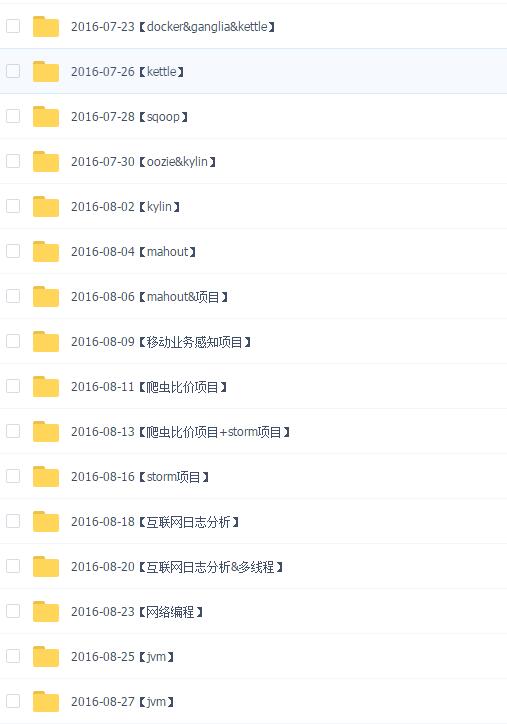 2016-07-23【docker&ganglia&kettle】
2016-07-26【kettle】
2016-07-28【sqoop】
2016-07-30【oozie&kylin】
2016-08-02【kylin】
2016-08-04【mahout】
2016-08-06【mahout&项目】
2016-08-09【移动业务感知项目】
2016-08-11【爬虫比价项目】
2016-08-13【爬虫比价项目+storm项目】
2016-08-16【storm项目】
2016-08-18【互联网日志分析】
2016-08-20【互联网日志分析&多线程】
2016-08-23【网络编程】
2016-08-25【jvm】
2016-08-27【jvm】